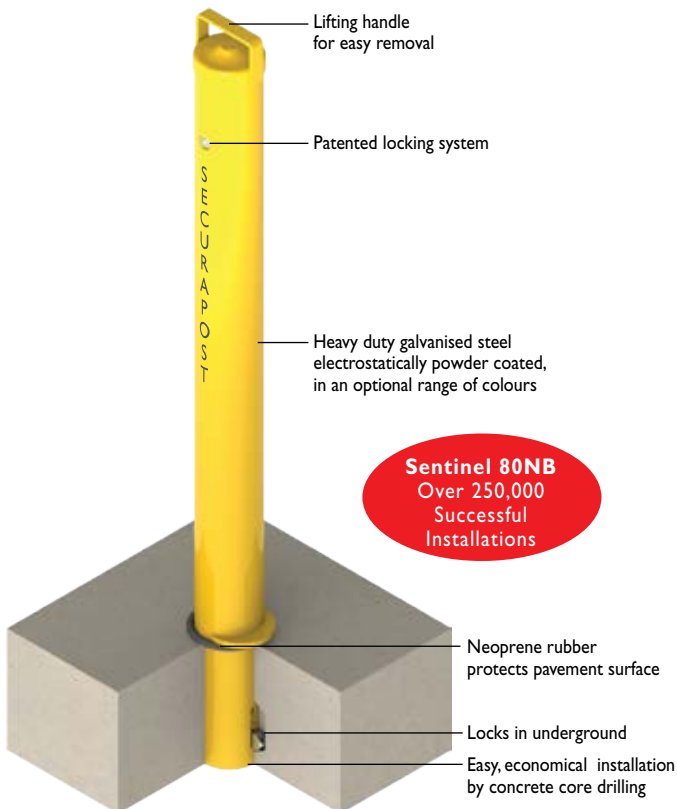 Lifting handle
for easy removal
Patented locking system
SECURAPOST
Heavy duty galvanised steel
electrostatically powder coated,
in an optional range of colours
Sentinel 80NB
Over 250,000
Successful
Installations
Neoprene rubber
protects pavement surface
Locks in underground
Easy, economical installation
by concrete core drilling